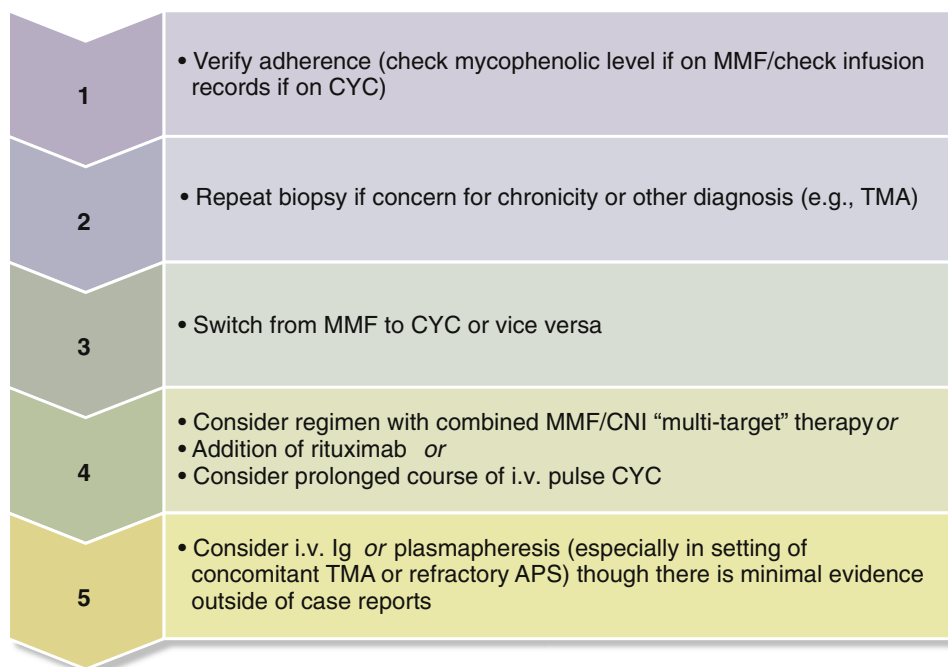 1
• Verify adherence (check mycophenolic level if on MMF/check infusion
records if on CYC)
2
• Repeat biopsy if concern for chronicity or other diagnosis (e.g., TMA)
3
• Switch from MMF to CYC or vice versa
4
• Consider regimen with combined MMF/CNI “multi-target” therapy or
• Addition of rituximab or
• Consider prolonged course of i.v. pulse CYC
5
• Consider i.v. Ig or plasmapheresis (especially in setting of
concomitant TMA or refractory APS) though there is minimal evidence
outside of case reports